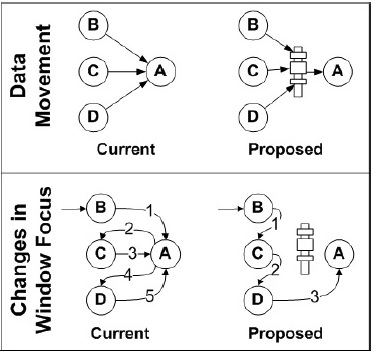 Data
Movement
B
C
A
D
Current
B
C
A
D
Proposed
Changes in
Window Focus
B
1
2
C
3
A
4
D
5
Current
B
1
C
A
2
D
3
Proposed